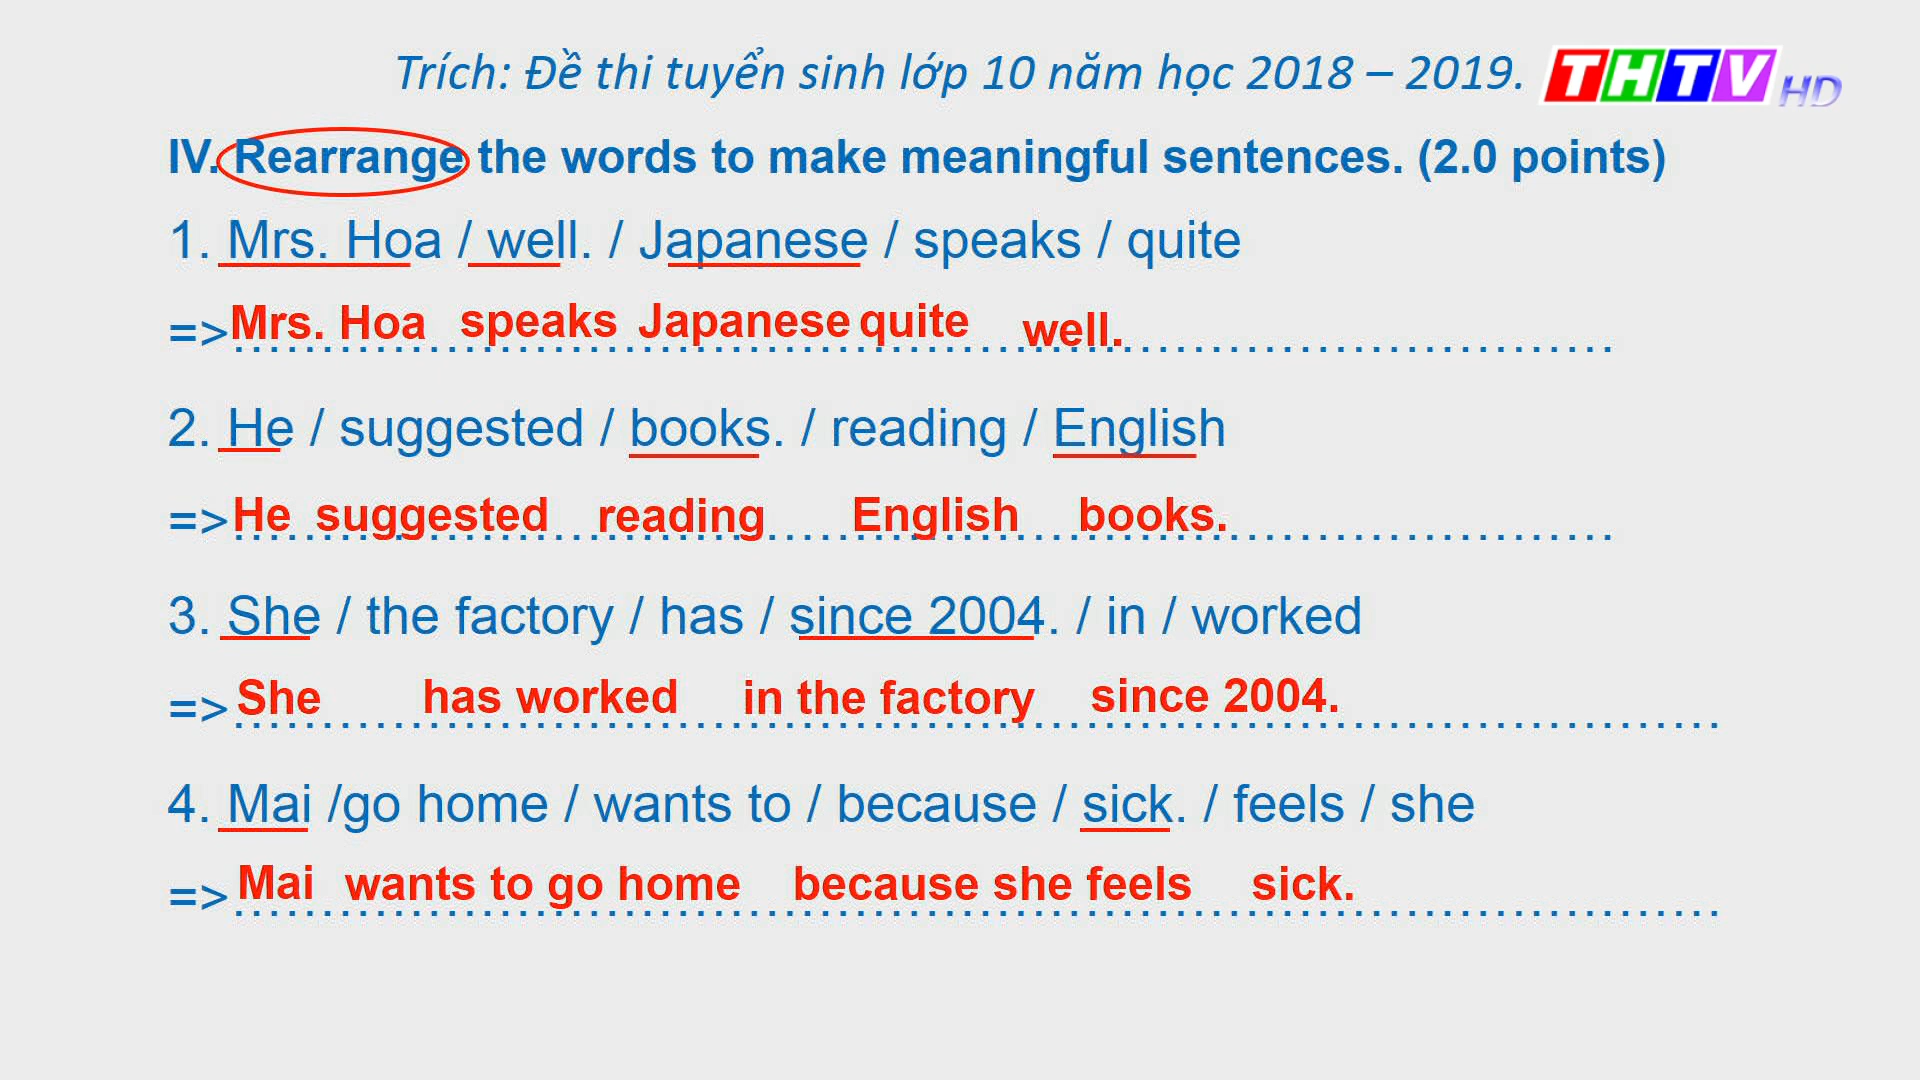 Trích: Đề thi tuyển sinh lớp 10 năm học 2018 – 2019.
THTV HD
IV. Rearrange the words to make meaningful sentences. (2.0 points)
1. Mrs. Hoa / well. / Japanese / speaks / quite
=>Mrs. Hoa speaks Japanese quite well.
2. He / suggested / books. / reading / English
=>He suggested reading English books.
3. She / the factory / has / since 2004. / in / worked
=>She has worked in the factory since 2004.
4. Mai /go home / wants to / because / sick. / feels / she
=>Mai wants to go home because she feels sick.